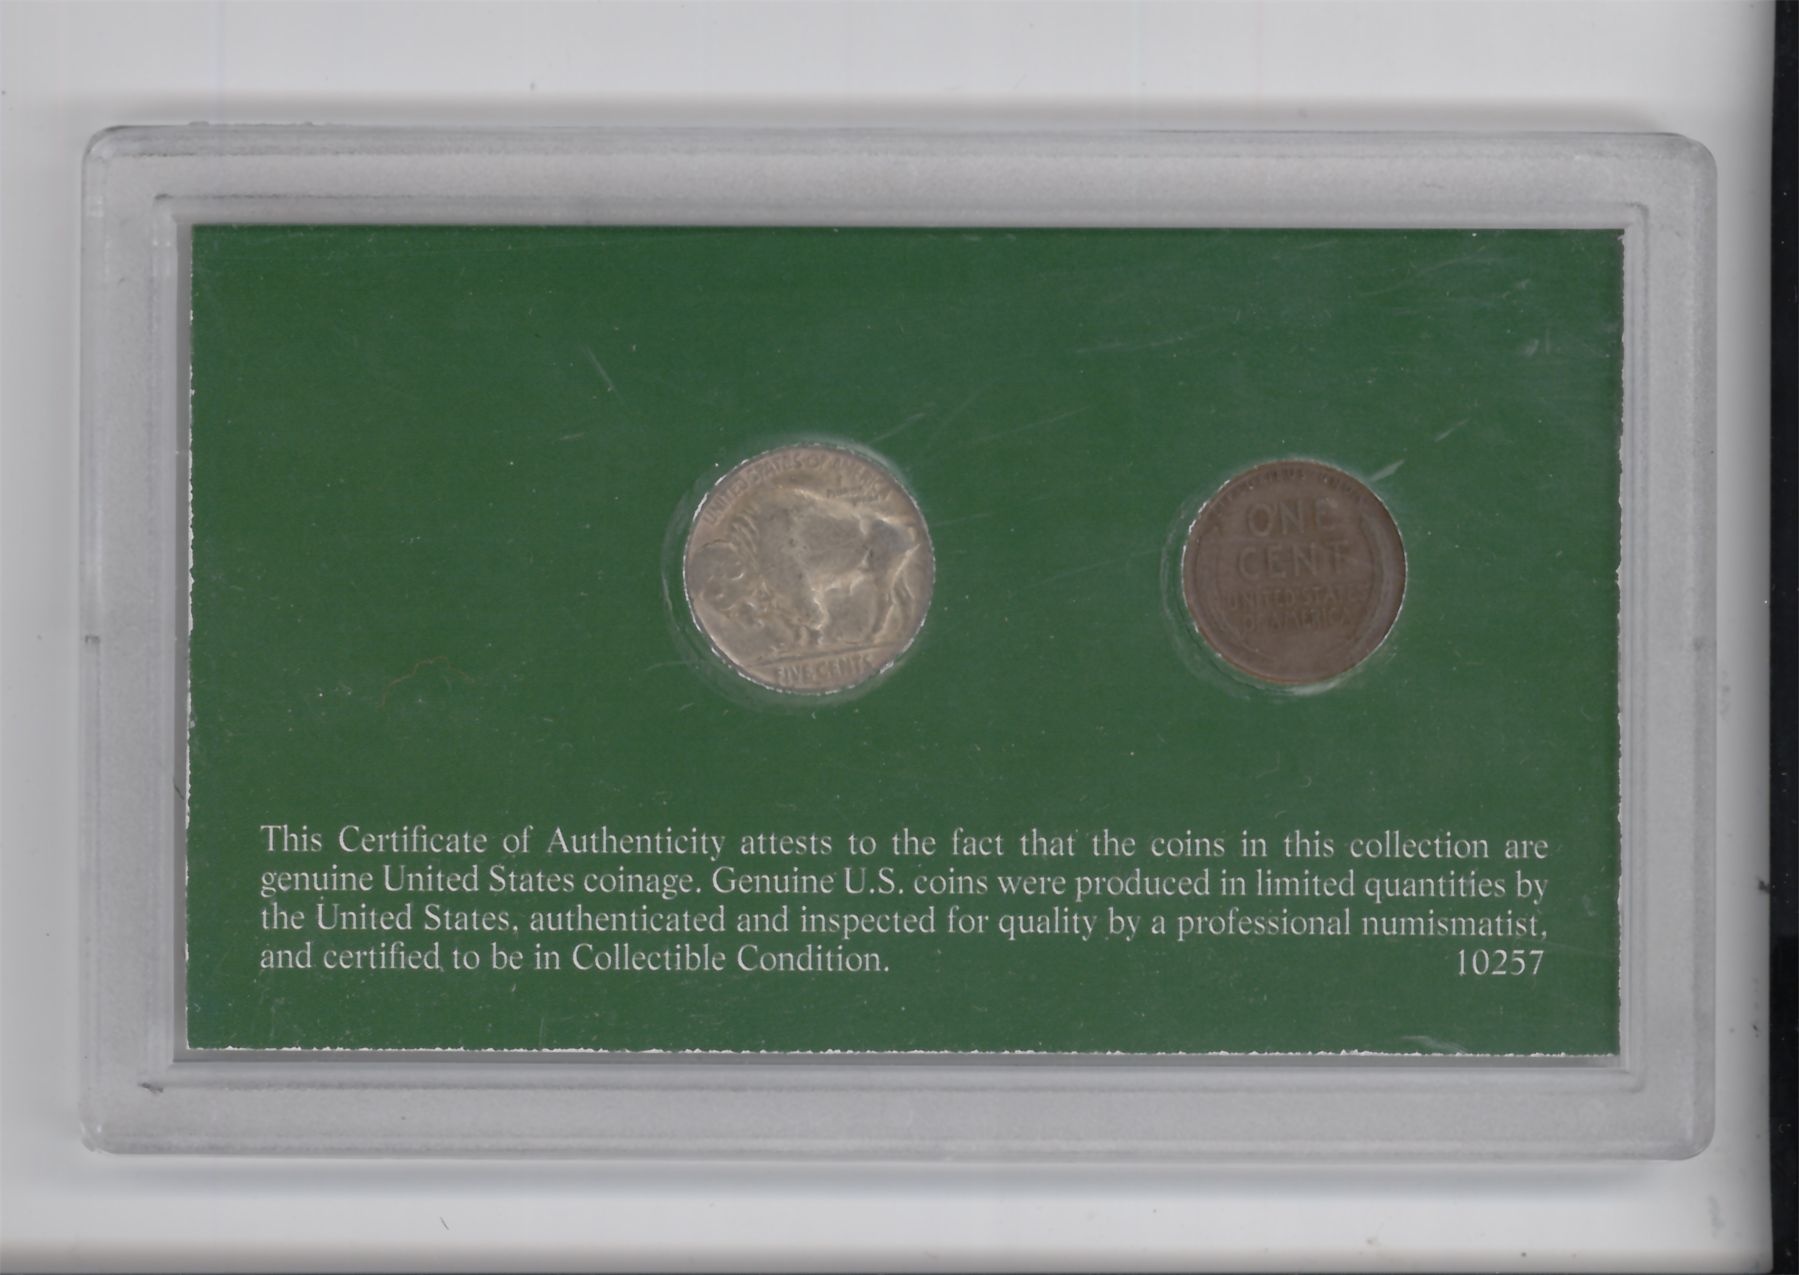 UNITED STATES OF AMERICA
FIVE CENTS
ONE
CENT
UNITED STATES
OF AMERICA
This Certificate of Authenticity attests to the fact that the coins in this collection are
genuine United States coinage. Genuine U.S. coins were produced in limited quantities by
the United States, authenticated and inspected for quality by a professional numismatist,
and certified to be in Collectible Condition. 10257